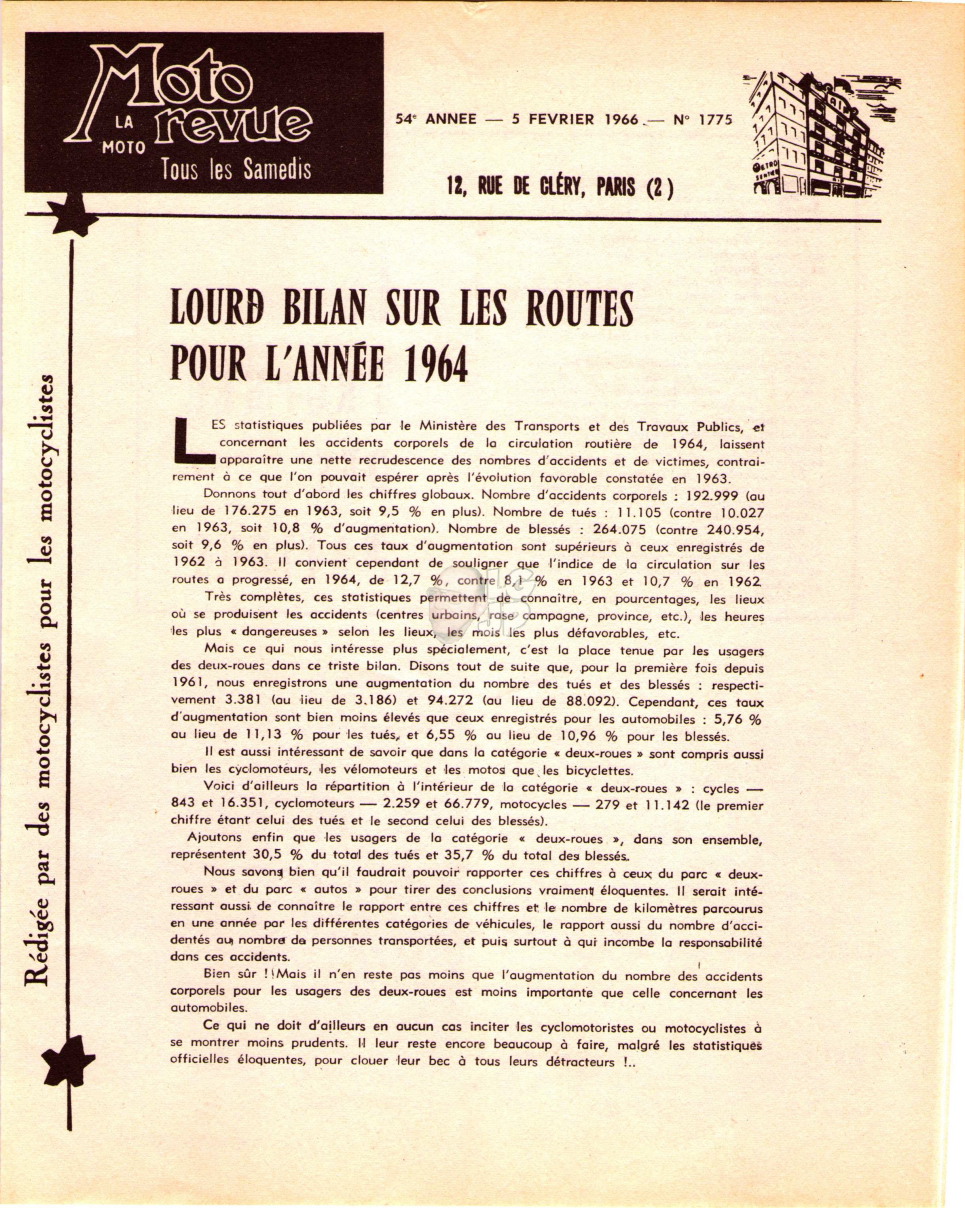 Moto
revue
LA
MOTO
Tous les Samedis
54e ANNEE — 5 FEVRIER 1966 — N° 1775
12, RUE DE CLÉRY, PARIS (2)
METRO
SENTIER
Rédigée par des motocyclistes pour les motocyclistes
LOURD BILAN SUR LES ROUTES
POUR L'ANNÉE 1964
LES statistiques publiées par le Ministère des Transports et des Travaux Publics, et
concernant les accidents corporels de la circulation routière de 1964, laissent
apparaître une nette recrudescence des nombres d'accidents et de victimes, contrai-
rement à ce que l'on pouvait espérer après l'évolution favorable constatée en 1963.
Donnons tout d'abord les chiffres globaux. Nombre d'accidents corporels : 192.999 (au
lieu de 176.275 en 1963, soit 9,5 % en plus). Nombre de tués : 11.105 (contre 10.027
en 1963, soit 10,8 % d'augmentation). Nombre de blessés : 264.075 (contre 240.954,
soit 9,6 % en plus). Tous ces taux d'augmentation sont supérieurs à ceux enregistrés de
1962 à 1963. Il convient cependant de souligner que l'indice de la circulation sur les
routes a progressé, en 1964, de 12,7 %, contre 8,1 % en 1963 et 10,7 % en 1962.
Très complètes, ces statistiques permettent de connaître, en pourcentages, les lieux
où se produisent les accidents (centres urbains, rase campagne, province, etc.), les heures
les plus « dangereuses » selon les lieux, les mois les plus défavorables, etc.
Mais ce qui nous intéresse plus spécialement, c'est la place tenue par les usagers
des deux-roues dans ce triste bilan. Disons tout de suite que, pour la première fois depuis
1961, nous enregistrons une augmentation du nombre des tués et des blessés : respecti-
vement 3.381 (au lieu de 3.186) et 94.272 (au lieu de 88.092). Cependant, ces taux
d'augmentation sont bien moins élevés que ceux enregistrés pour les automobiles : 5,76 %
au lieu de 11,13 % pour les tués, et 6,55 % au lieu de 10,96 % pour les blessés.
Il est aussi intéressant de savoir que dans la catégorie « deux-roues » sont compris aussi
bien les cyclomoteurs, les vélomoteurs et les motos que les bicyclettes.
Voici d'ailleurs la répartition à l'intérieur de la catégorie « deux-roues » : cycles —
843 et 16.351, cyclomoteurs — 2.259 et 66.779, motocycles — 279 et 11.142 (le premier
chiffre étant celui des tués et le second celui des blessés).
Ajoutons enfin que les usagers de la catégorie « deux-roues », dans son ensemble,
représentent 30,5 % du total des tués et 35,7 % du total des blessés.
Nous savons bien qu'il faudrait pouvoir rapporter ces chiffres à ceux du parc « deux-
roues » et du parc « autos » pour tirer des conclusions vraiment éloquentes. Il serait inté-
ressant aussi de connaître le rapport entre ces chiffres et le nombre de kilomètres parcourus
en une année par les différentes catégories de véhicules, le rapport aussi du nombre d'acci-
dentés au nombre de personnes transportées, et puis surtout à qui incombe la responsabilité
dans ces accidents.
Bien sûr ! Mais il n'en reste pas moins que l'augmentation du nombre des accidents
corporels pour les usagers des deux-roues est moins importante que celle concernant les
automobiles.
Ce qui ne doit d'ailleurs en aucun cas inciter les cyclomotoristes ou motocyclistes à
se montrer moins prudents. Il leur reste encore beaucoup à faire, malgré les statistiques
officielles éloquentes, pour clouer leur bec à tous leurs détracteurs !..